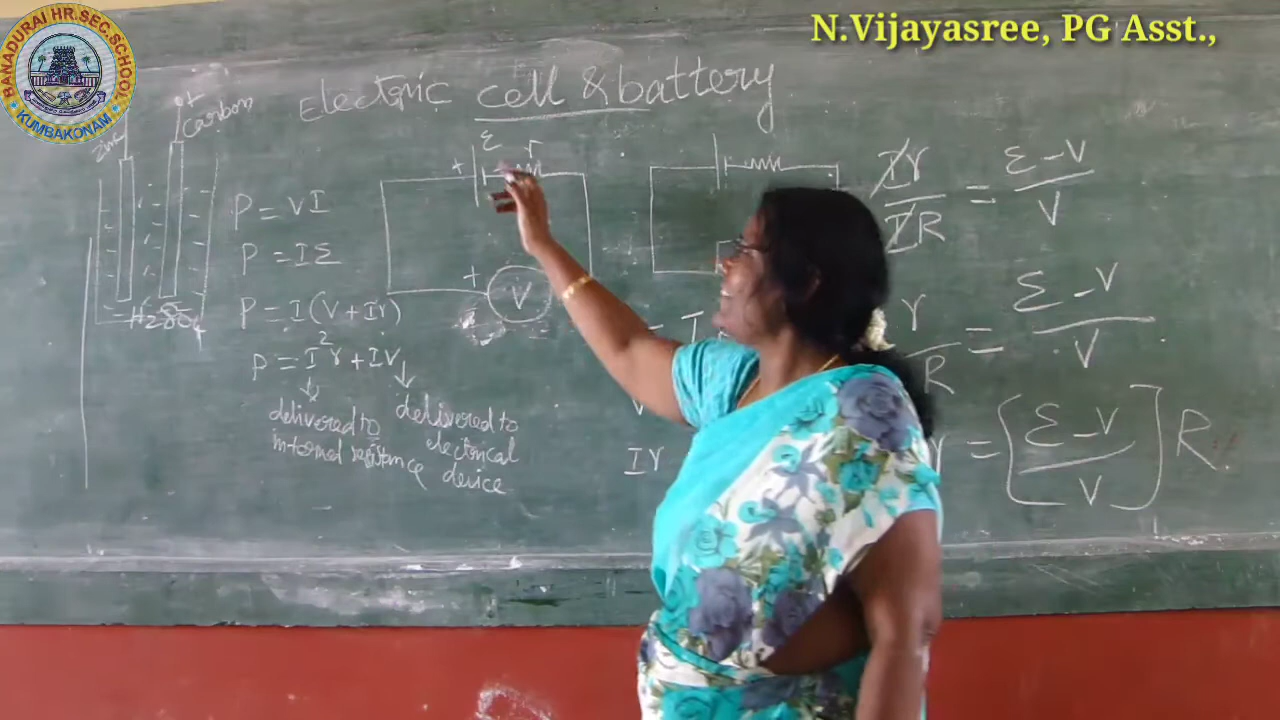 N.Vijayasree, PG Asst.,
BANADURAI HR.SEC.SCHOOL
KUMBAKONAM
Electric cell & battery
zinc
carbon
H₂SO₄
P = VI
P = Iε
P = I(V + Ir)
P = I²r + IV
delivered to
internal resistance
delivered to
electrical
device
+
ε
r
+
V
Ir/IR = ε - V/V
r/R = ε - V/V
= [ε - V/V] R
Ir